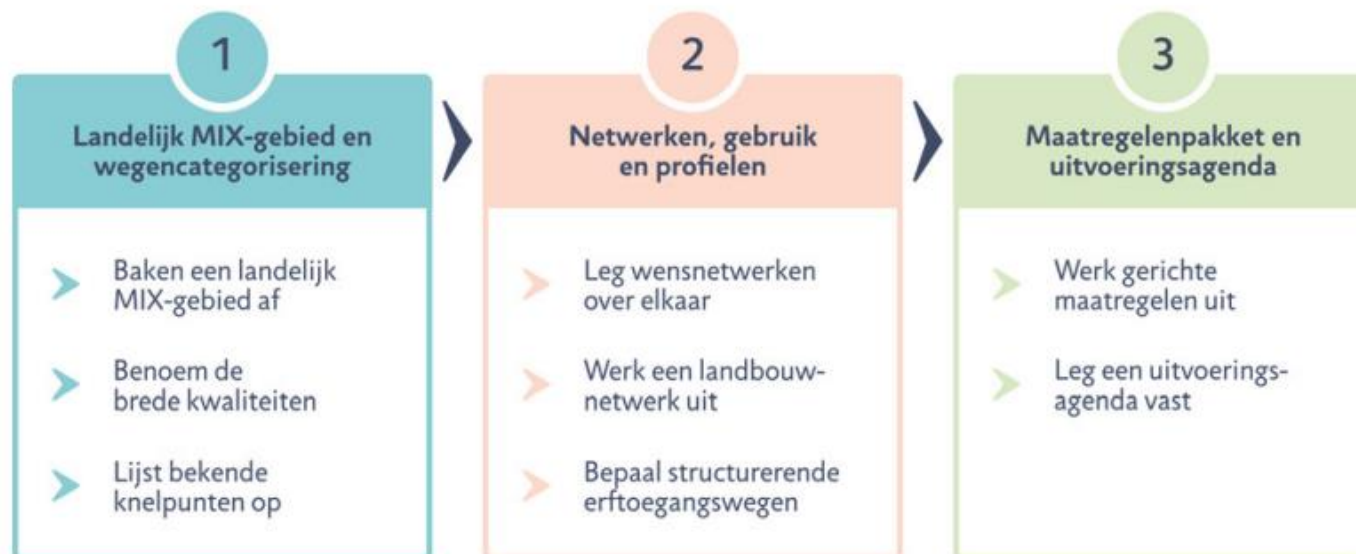 1
Landelijk MIX-gebied en
wegencategorisering
Baken een landelijk
MIX-gebied af
Benoem de
brede kwaliteiten
Lijst bekende
knelpunten op
2
Netwerken, gebruik
en profielen
Leg wensnetwerken
over elkaar
Werk een landbouw-
netwerk uit
Bepaal structurerende
erftoegangswegen
3
Maatregelenpakket en
uitvoeringsagenda
Werk gerichte
maatregelen uit
Leg een uitvoerings-
agenda vast